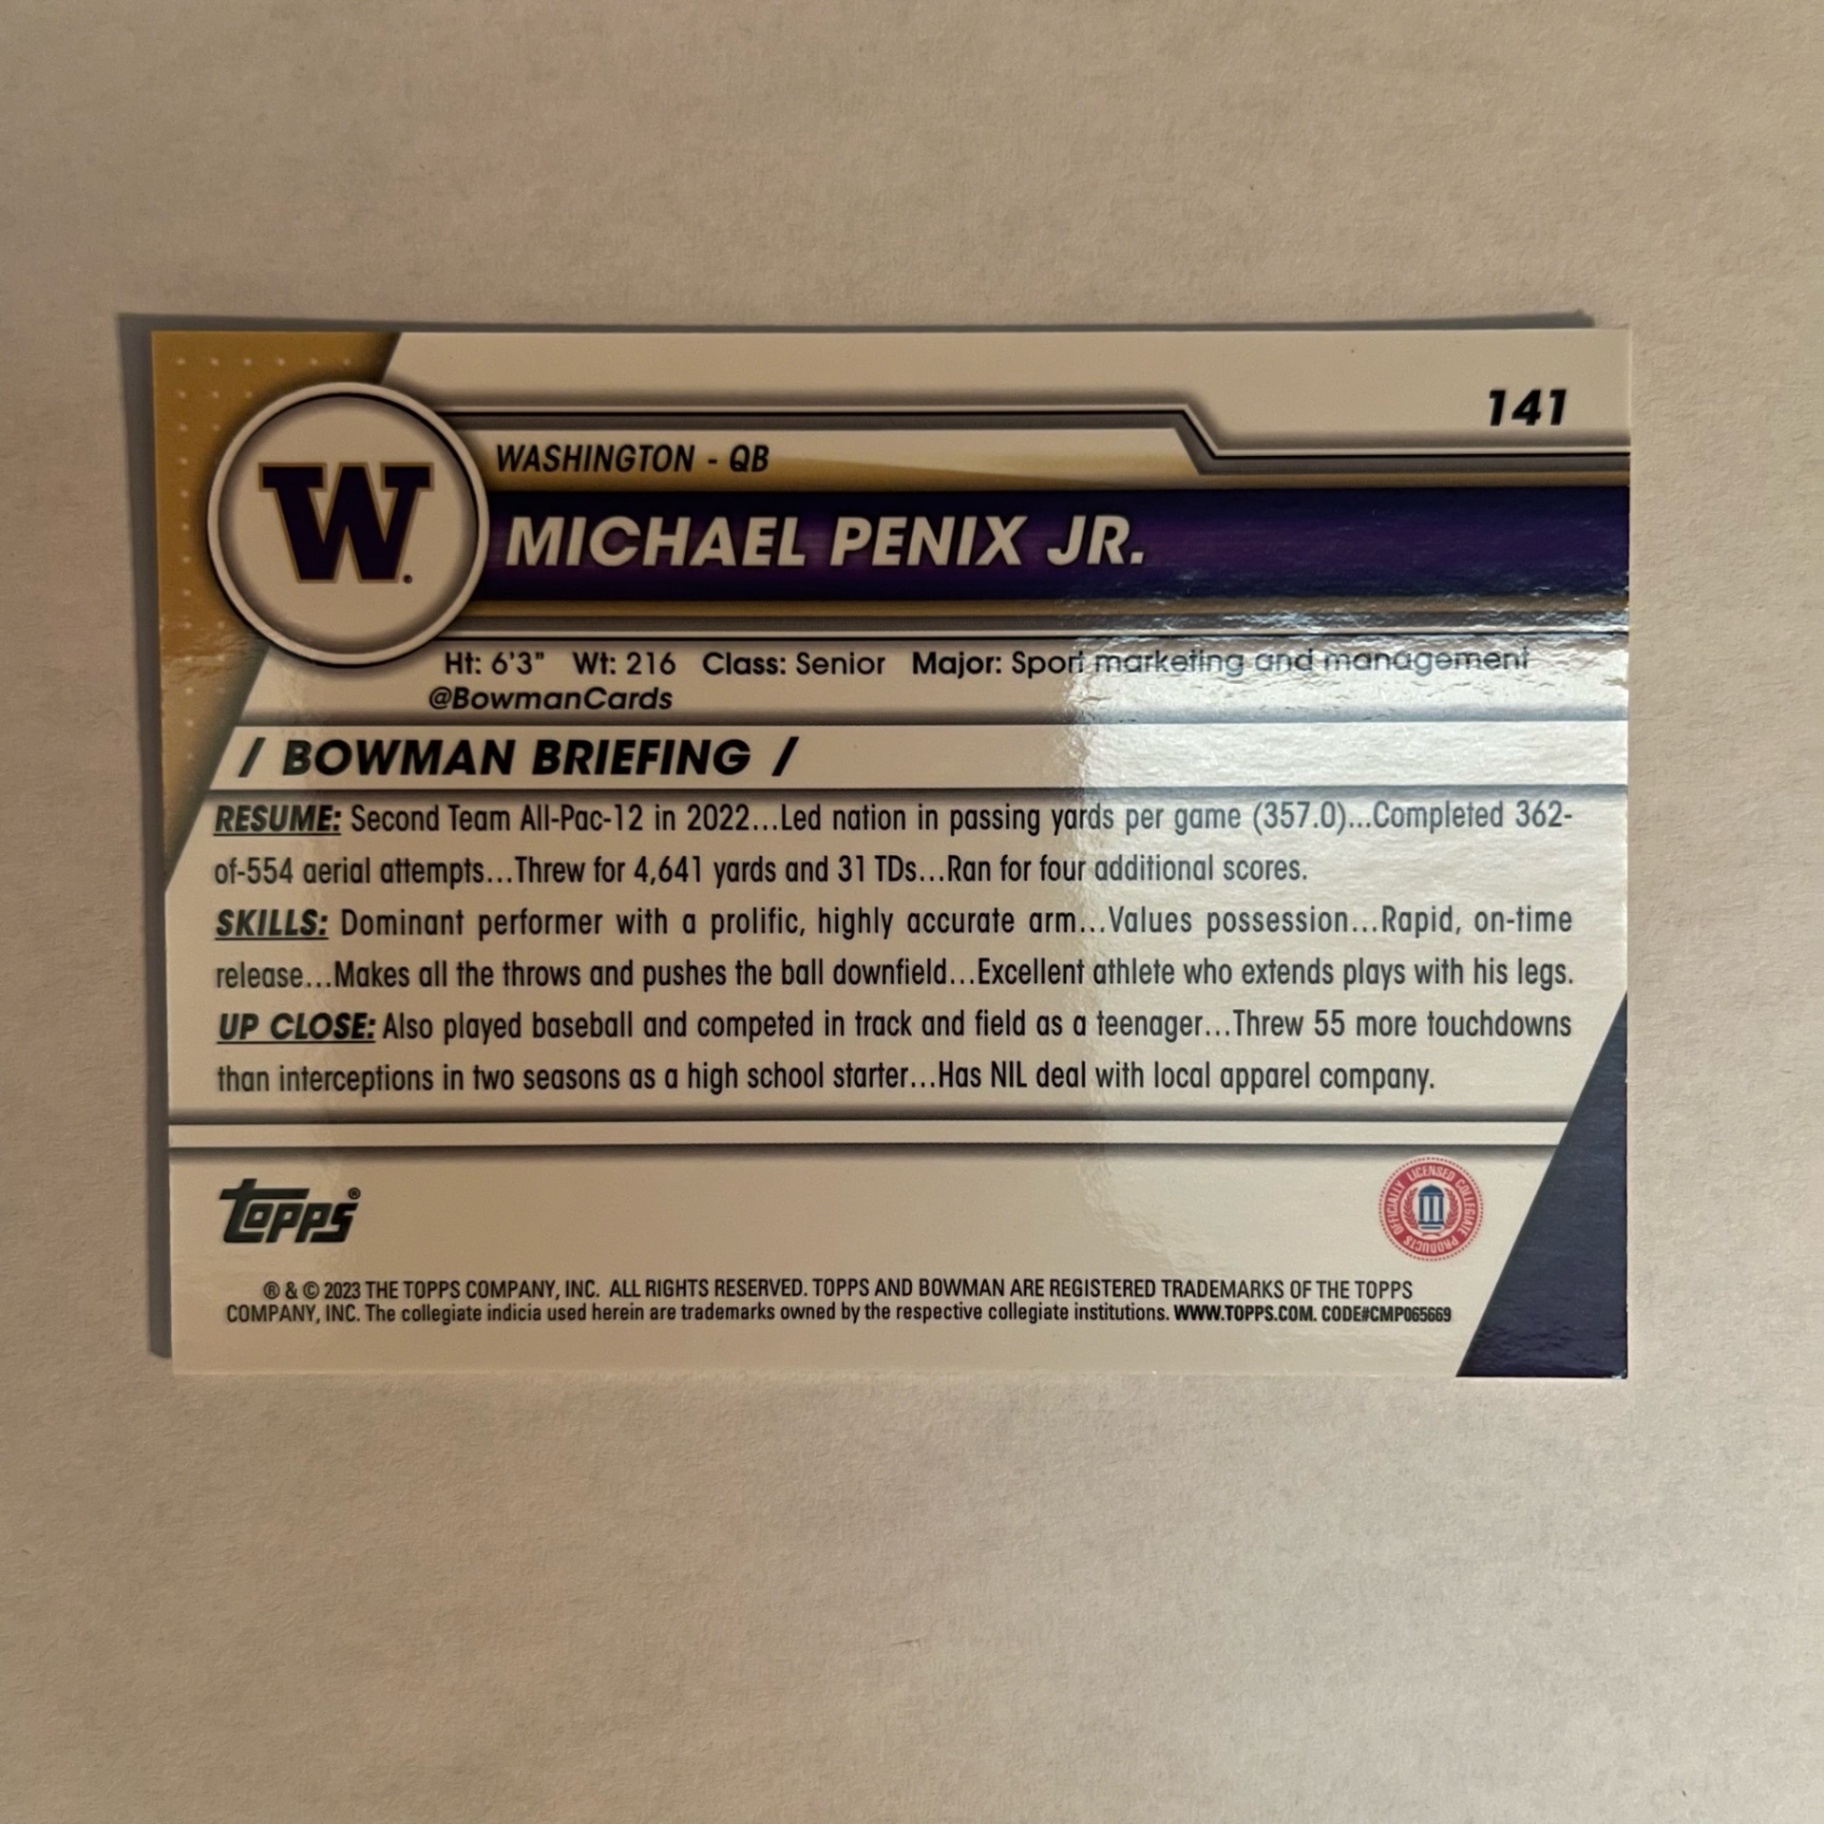 141
WASHINGTON - QB
W
MICHAEL PENIX JR.
Ht: 6'3" Wt: 216 Class: Senior Major: Sport marketing and management
@BowmanCards
/ BOWMAN BRIEFING /
RESUME: Second Team All-Pac-12 in 2022...Led nation in passing yards per game (357.0)...Completed 362-
of-554 aerial attempts...Threw for 4,641 yards and 31 TDs...Ran for four additional scores.
SKILLS: Dominant performer with a prolific, highly accurate arm...Values possession...Rapid, on-time
release...Makes all the throws and pushes the ball downfield...Excellent athlete who extends plays with his legs.
UP CLOSE: Also played baseball and competed in track and field as a teenager...Threw 55 more touchdowns
than interceptions in two seasons as a high school starter...Has NIL deal with local apparel company.
topps®
OFFICIALLY LICENSED COLLEGIATE PRODUCTS
® & © 2023 THE TOPPS COMPANY, INC. ALL RIGHTS RESERVED. TOPPS AND BOWMAN ARE REGISTERED TRADEMARKS OF THE TOPPS
COMPANY, INC. The collegiate indicia used herein are trademarks owned by the respective collegiate institutions. WWW.TOPPS.COM. CODE#CMP065669